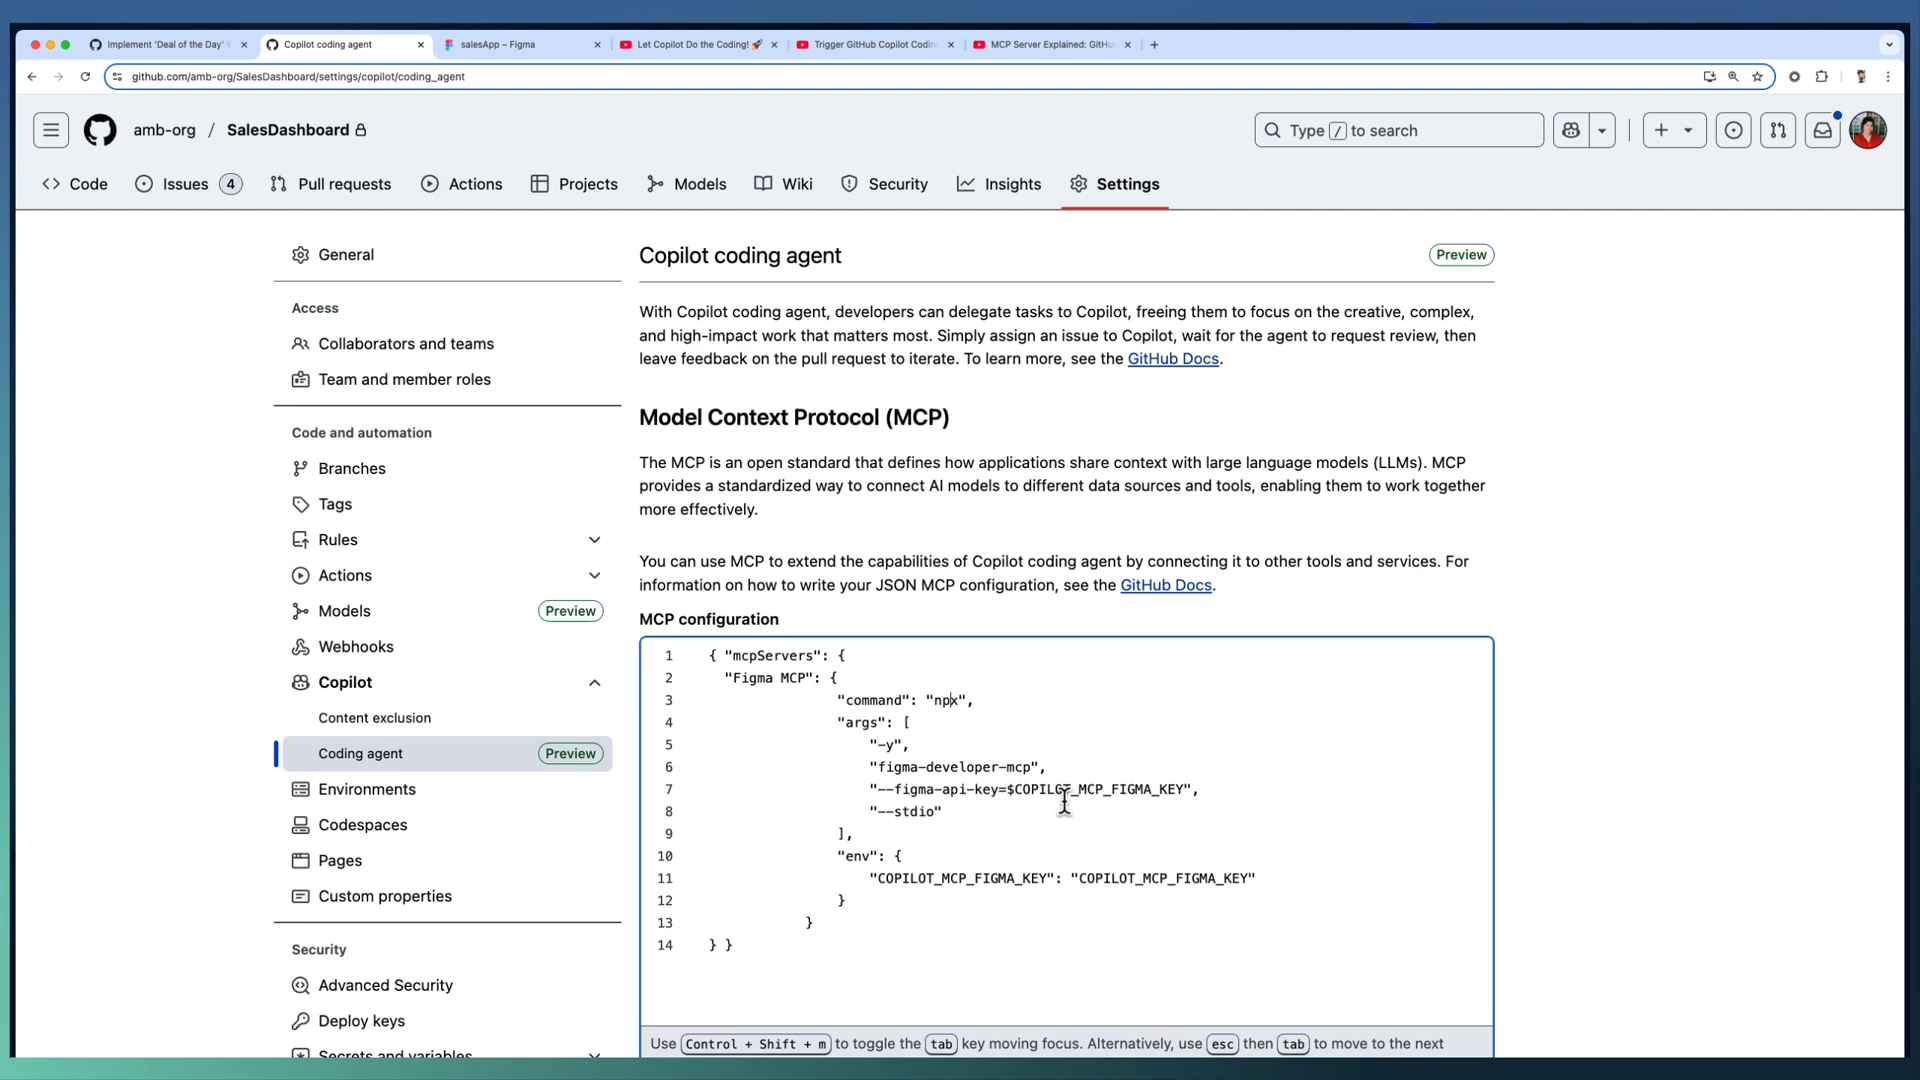 Implement 'Deal of the Day'
Copilot coding agent
salesApp – Figma
Let Copilot Do the Coding! 🚀
Trigger GitHub Copilot Codin
MCP Server Explained: GitHu
github.com/amb-org/SalesDashboard/settings/copilot/coding_agent
amb-org / SalesDashboard
Type / to search
Code
Issues 4
Pull requests
Actions
Projects
Models
Wiki
Security
Insights
Settings
General
Access
Collaborators and teams
Team and member roles
Code and automation
Branches
Tags
Rules
Actions
Models Preview
Webhooks
Copilot
Content exclusion
Coding agent Preview
Environments
Codespaces
Pages
Custom properties
Security
Advanced Security
Deploy keys
Secrets and variables
Copilot coding agent Preview
With Copilot coding agent, developers can delegate tasks to Copilot, freeing them to focus on the creative, complex,
and high-impact work that matters most. Simply assign an issue to Copilot, wait for the agent to request review, then
leave feedback on the pull request to iterate. To learn more, see the GitHub Docs.
Model Context Protocol (MCP)
The MCP is an open standard that defines how applications share context with large language models (LLMs). MCP
provides a standardized way to connect AI models to different data sources and tools, enabling them to work together
more effectively.
You can use MCP to extend the capabilities of Copilot coding agent by connecting it to other tools and services. For
information on how to write your JSON MCP configuration, see the GitHub Docs.
MCP configuration
1 { "mcpServers": {
2 "Figma MCP": {
3 "command": "npx",
4 "args": [
5 "-y",
6 "figma-developer-mcp",
7 "--figma-api-key=$COPILOT_MCP_FIGMA_KEY",
8 "--stdio"
9 ],
10 "env": {
11 "COPILOT_MCP_FIGMA_KEY": "COPILOT_MCP_FIGMA_KEY"
12 }
13 }
14 } }
Use Control + Shift + m to toggle the tab key moving focus. Alternatively, use esc then tab to move to the next